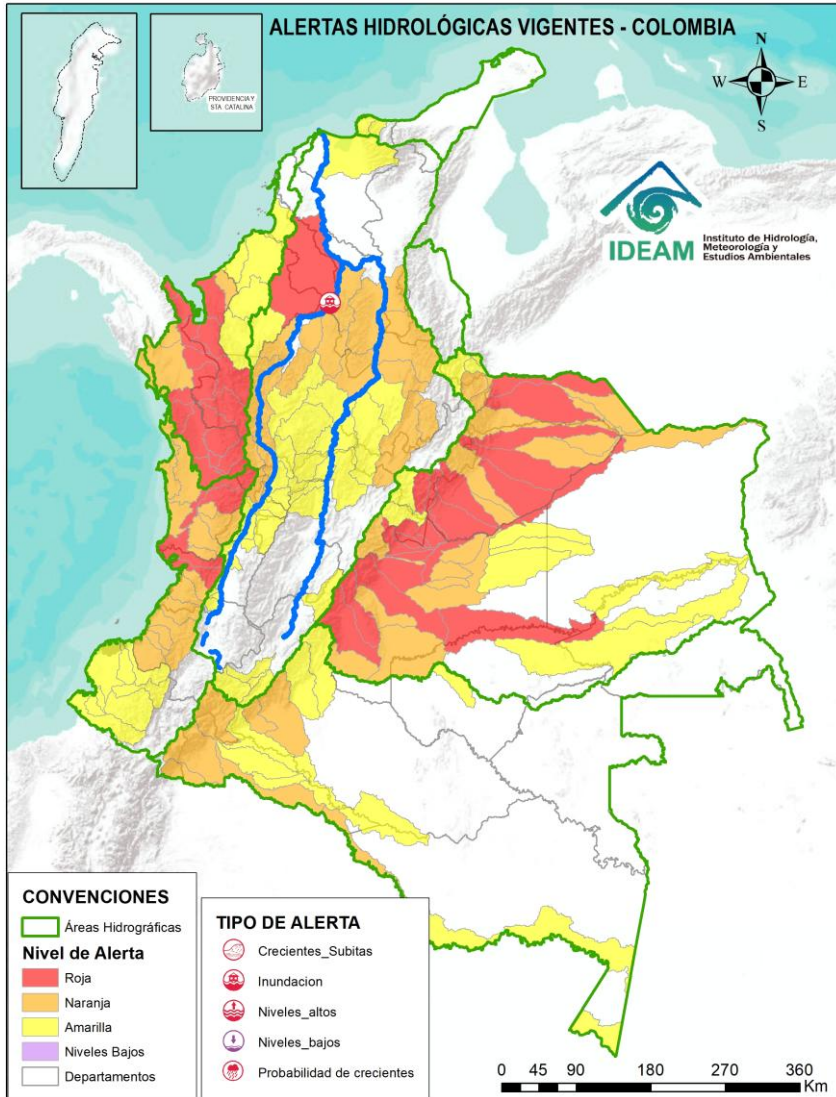 ALERTAS HIDROLÓGICAS VIGENTES - COLOMBIA
PROVIDENCIA Y
STA. CATALINA
N
W
E
S
IDEAM
Instituto de Hidrología,
Meteorología y
Estudios Ambientales
CONVENCIONES
Áreas Hidrográficas
Nivel de Alerta
Roja
Naranja
Amarilla
Niveles Bajos
Departamentos
TIPO DE ALERTA
Crecientes_Subitas
Inundacion
Niveles_altos
Niveles_bajos
Probabilidad de crecientes
0 45 90 180 270 360
Km